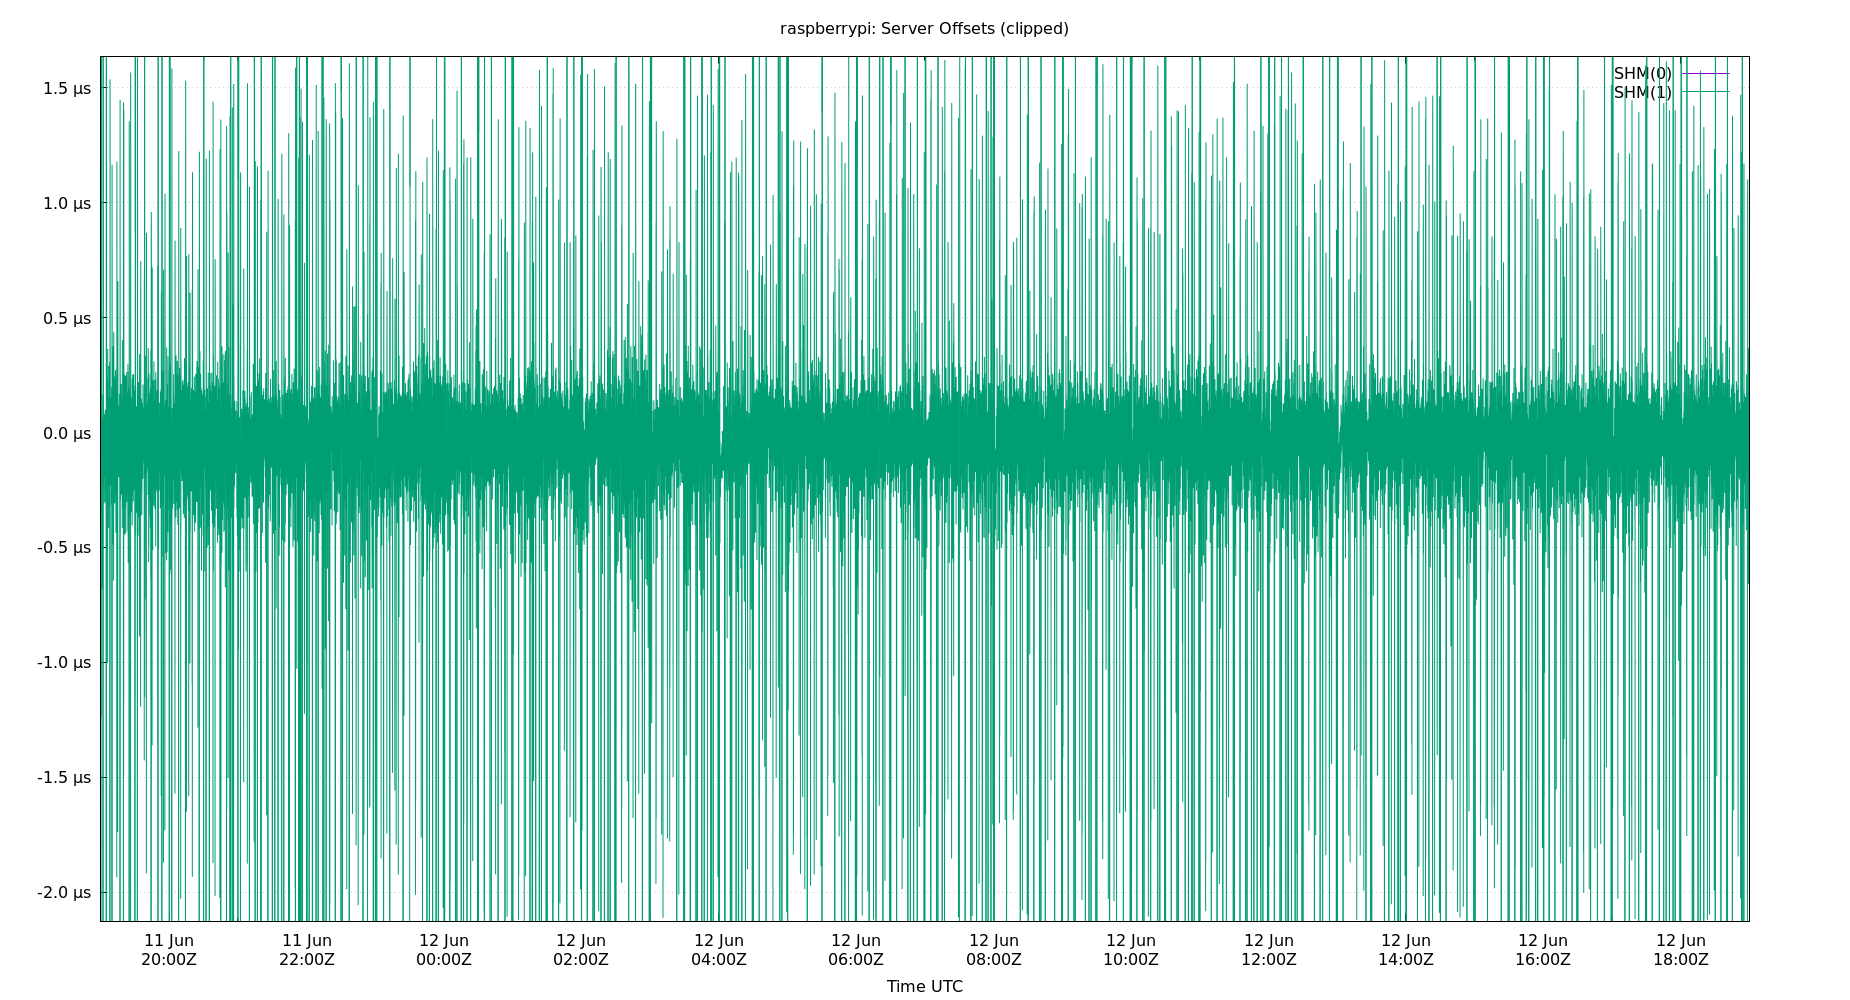 raspberrypi: Server Offsets (clipped)
SHM(0)
SHM(1)
1.5 µs
1.0 µs
0.5 µs
0.0 µs
-0.5 µs
-1.0 µs
-1.5 µs
-2.0 µs
11 Jun 11 Jun 12 Jun 12 Jun 12 Jun 12 Jun 12 Jun 12 Jun 12 Jun 12 Jun 12 Jun 12 Jun
20:00Z 22:00Z 00:00Z 02:00Z 04:00Z 06:00Z 08:00Z 10:00Z 12:00Z 14:00Z 16:00Z 18:00Z
Time UTC